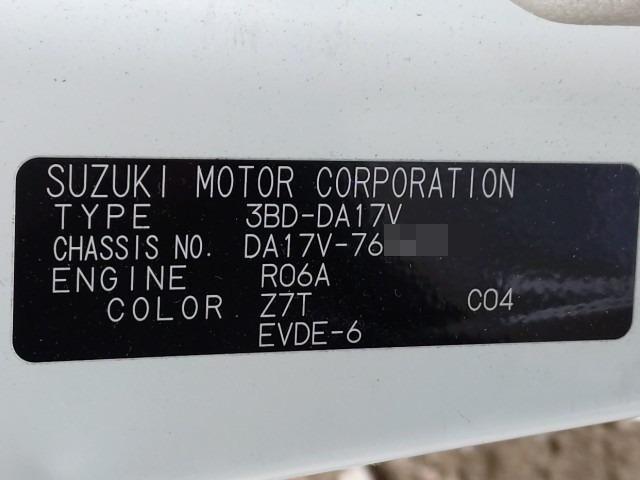 SUZUKI MOTOR CORPORATION
TYPE 3BD-DA17V
CHASSIS NO. DA17V-76
ENGINE R06A
COLOR Z7T C04
EVDE-6